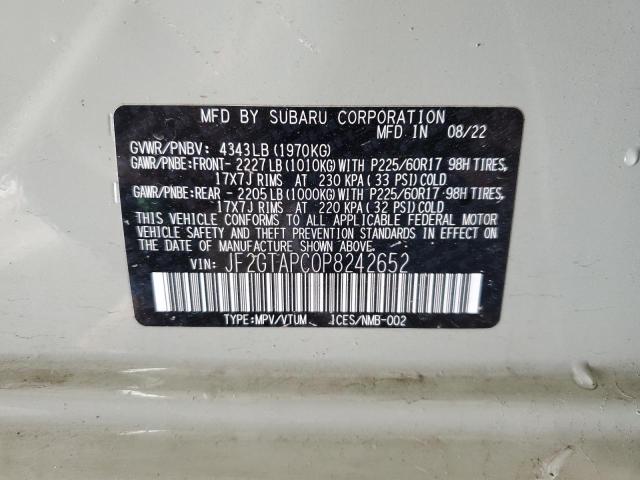 MFD BY SUBARU CORPORATION
MFD IN 08/22
GVWR/PNBV: 4343LB(1970KG)
GAWR/PNBE:FRONT- 2227LB(1010KG)WITH P225/60R17 98H TIRES,
17X7J RIMS AT 230 KPA(33 PSI)COLD
GAWR/PNBE:REAR - 2205LB(1000KG)WITH P225/60R17 98H TIRES,
17X7J RIMS AT 220 KPA(32 PSI)COLD
THIS VEHICLE CONFORMS TO ALL APPLICABLE FEDERAL MOTOR
VEHICLE SAFETY AND THEFT PREVENTION STANDARDS IN EFFECT ON
THE DATE OF MANUFACTURE SHOWN ABOVE.
VIN: JF2GTAPC0P8242652
TYPE:MPV/VTUM ICES/NMB-002